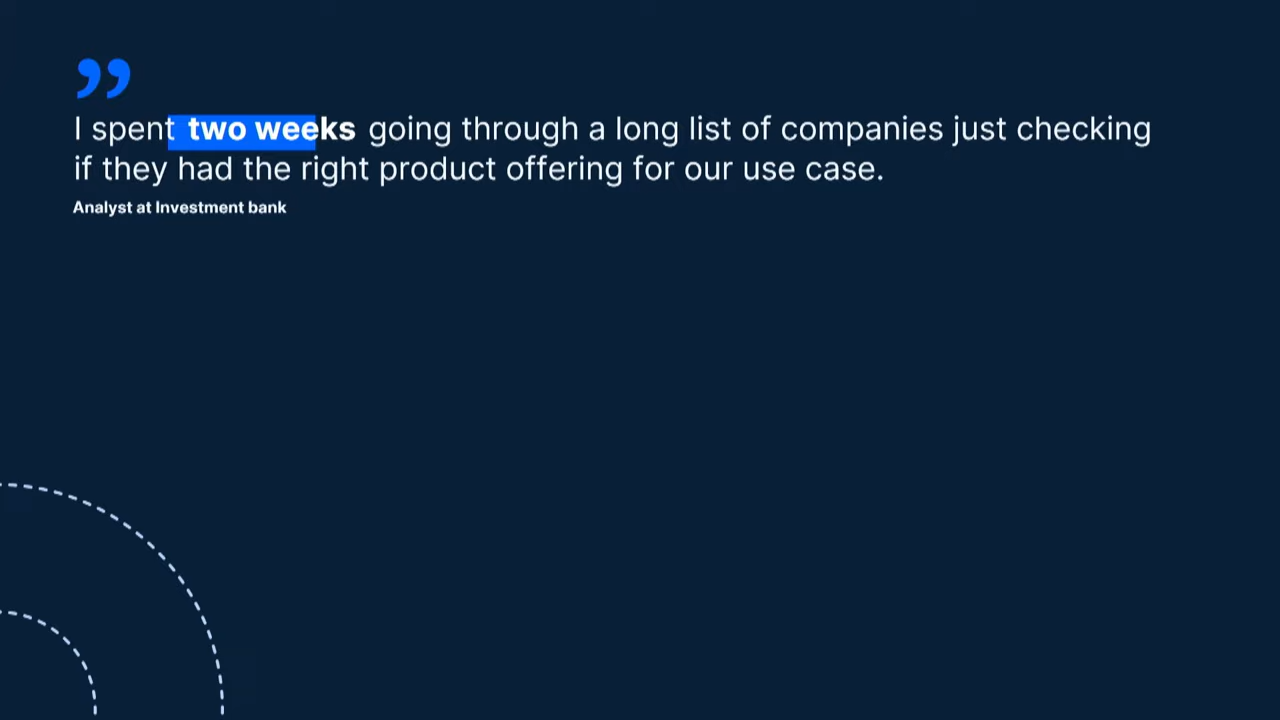 ”
I spent two weeks going through a long list of companies just checking
if they had the right product offering for our use case.
Analyst at Investment bank